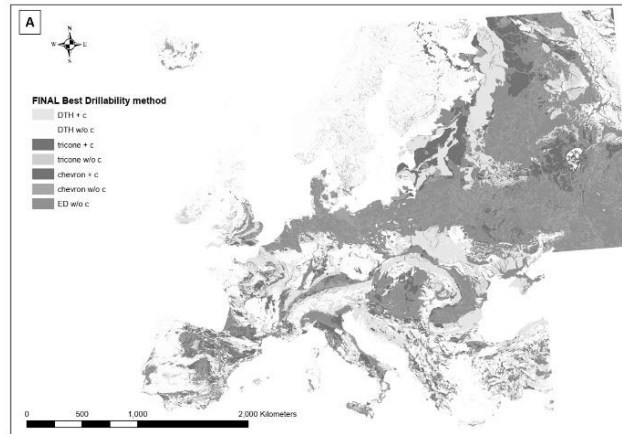 A
N
W E
S
FINAL Best Drillability method
DTH + c
DTH w/o c
tricone + c
tricone w/o c
chevron + c
chevron w/o c
ED w/o c
0 500 1,000 2,000 Kilometers